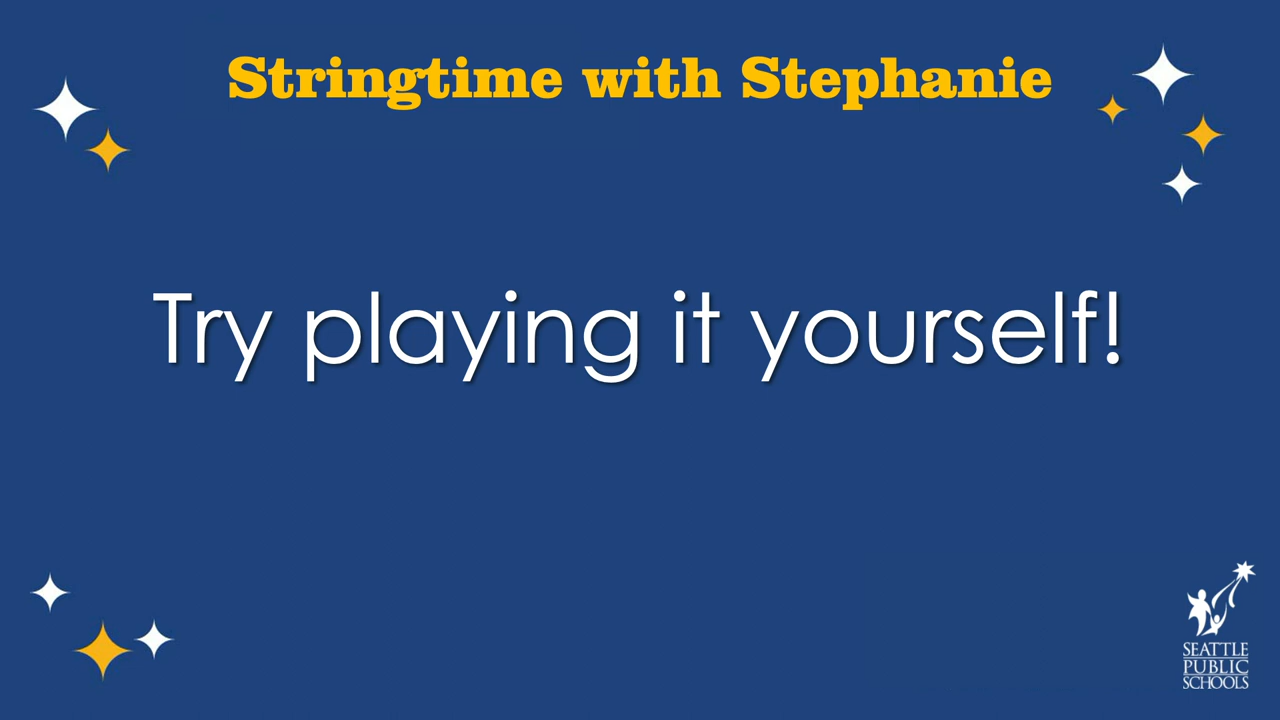 Stringtime with Stephanie
Try playing it yourself!
SEATTLE
PUBLIC
SCHOOLS